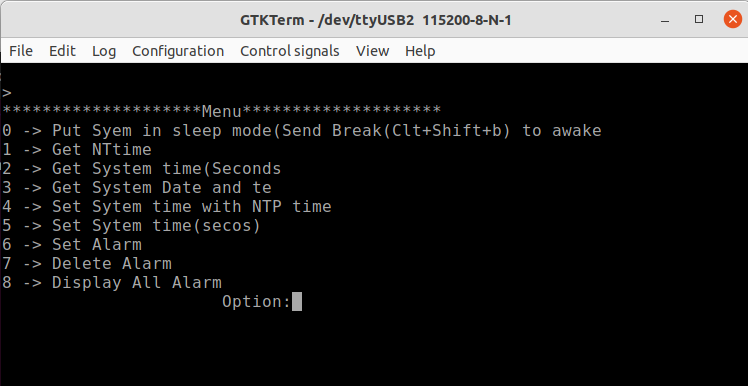 GTKTerm - /dev/ttyUSB2 115200-8-N-1
File Edit Log Configuration Control signals View Help
>
********************Menu********************
0 -> Put Syem in sleep mode(Send Break(Clt+Shift+b) to awake
1 -> Get NTtime
2 -> Get System time(Seconds
3 -> Get System Date and te
4 -> Set Sytem time with NTP time
5 -> Set Sytem time(secos)
6 -> Set Alarm
7 -> Delete Alarm
8 -> Display All Alarm
Option: